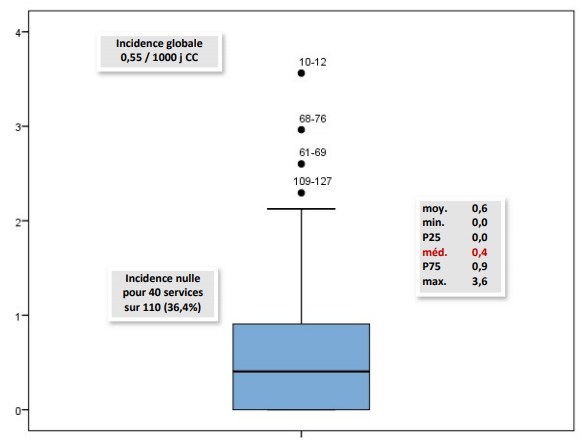 4
Incidence globale
0,55 / 1000 j CC
10-12
3
68-76
61-69
109-127
2
moy. 0,6
min. 0,0
P25 0,0
méd. 0,4
P75 0,9
max. 3,6
Incidence nulle
pour 40 services
sur 110 (36,4%)
1
0